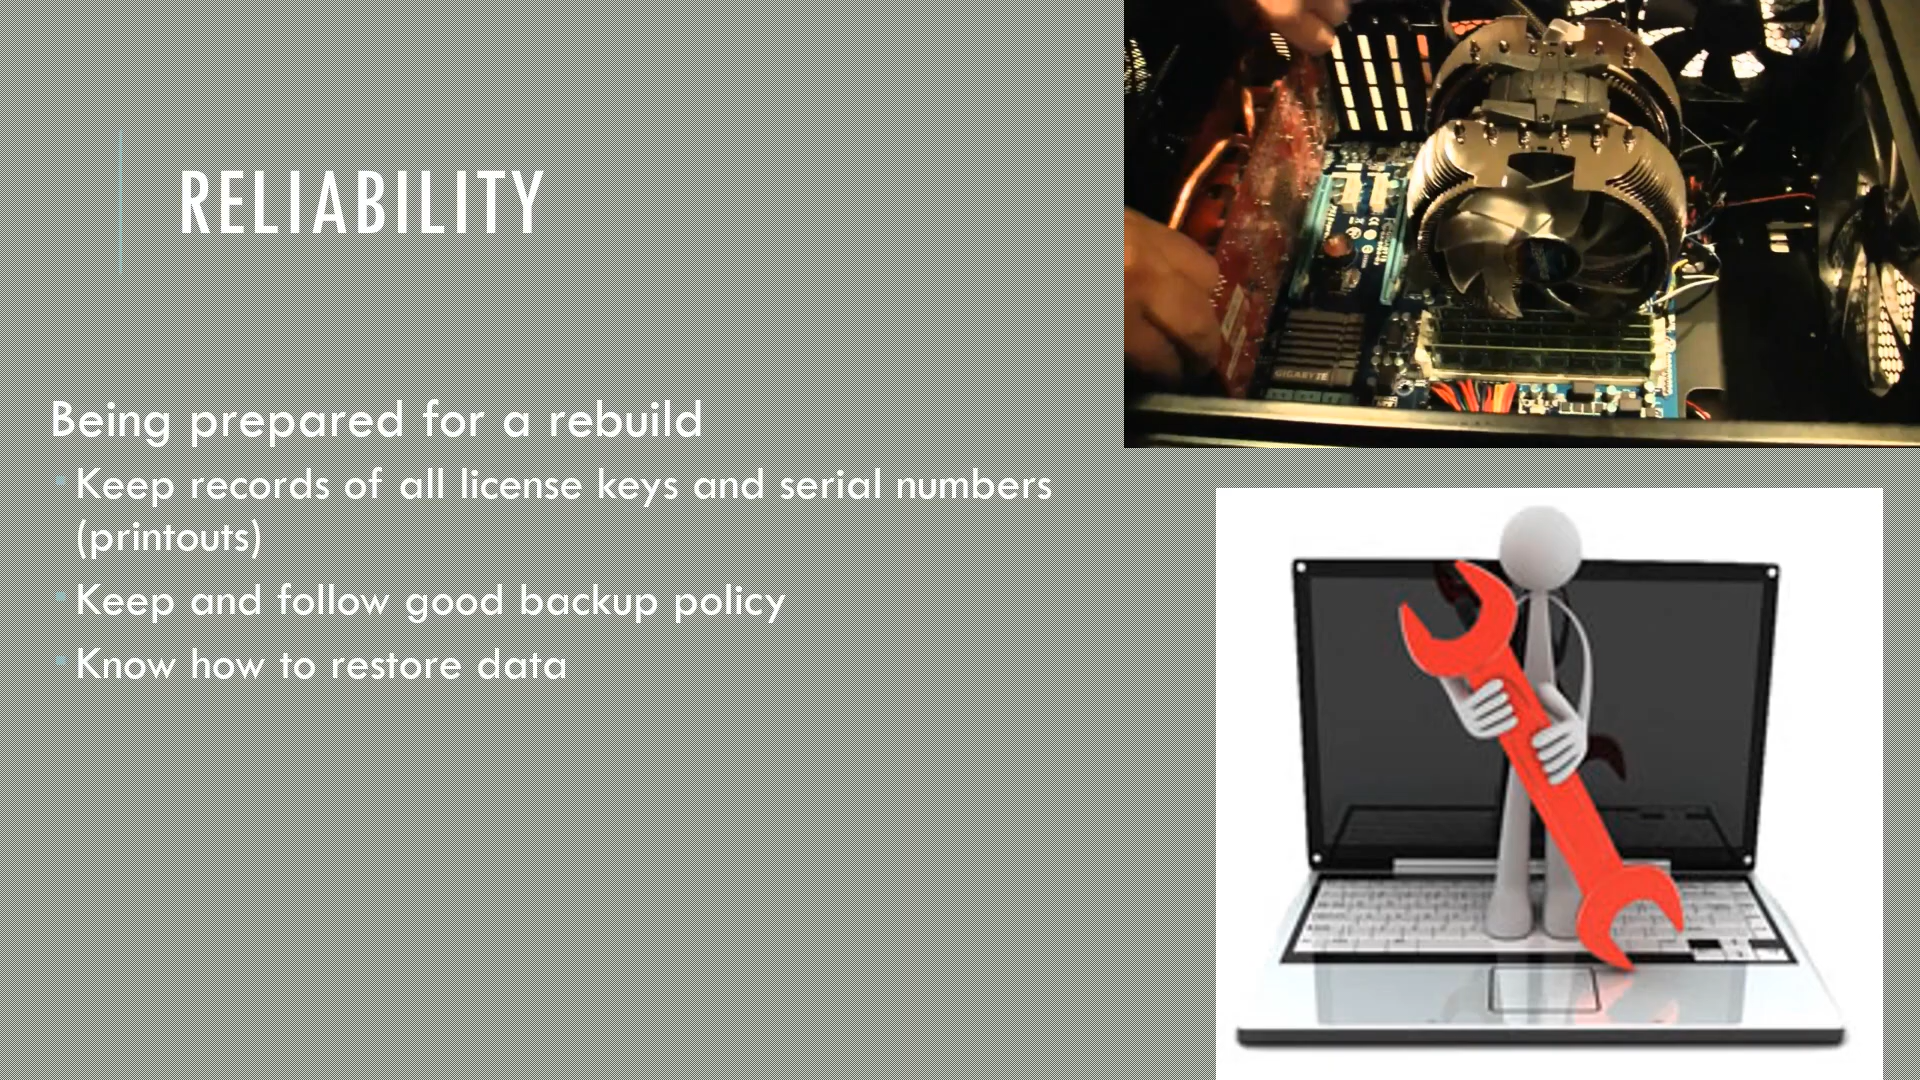 RELIABILITY
Being prepared for a rebuild
Keep records of all license keys and serial numbers
(printouts)
Keep and follow good backup policy
Know how to restore data
GIGABYTE